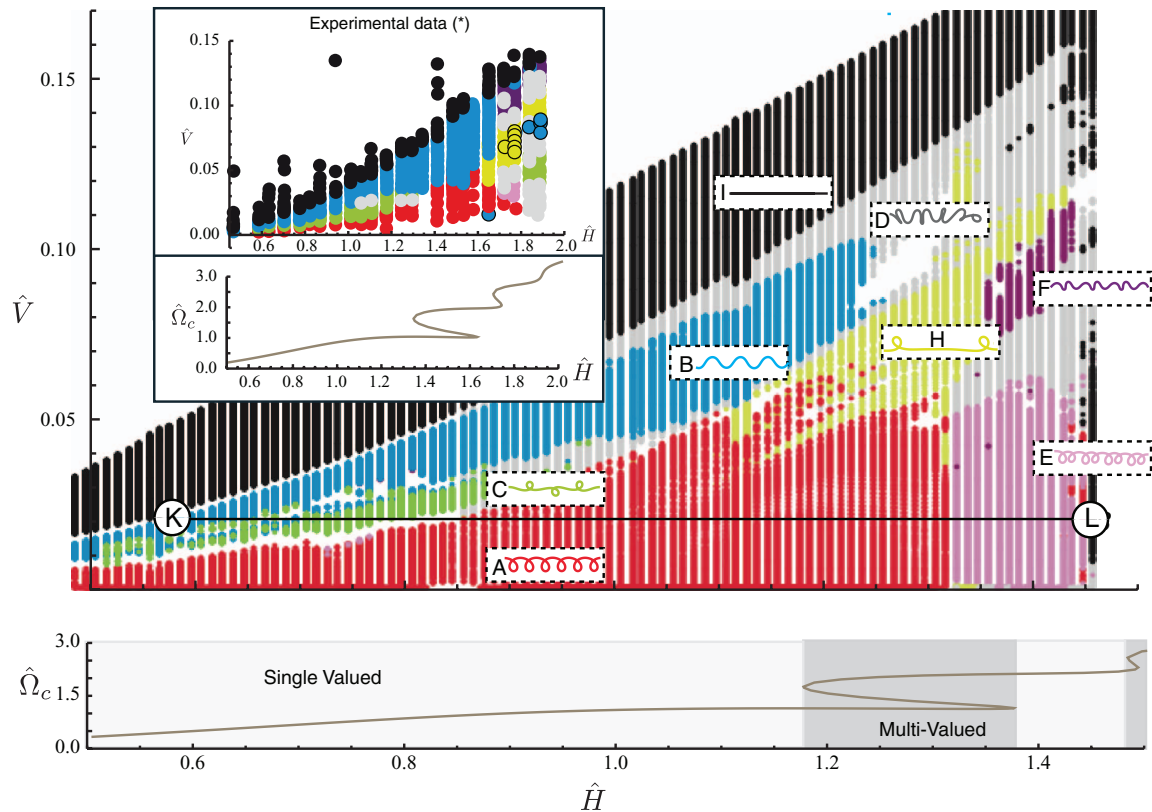 Experimental data (*)
0.15
0.10
V̂
0.05
0.00
0.6 0.8 1.0 1.2 1.4 1.6 1.8 2.0
Ĥ
3.0
Ω̂c
2.0
1.0
0.0
0.6 0.8 1.0 1.2 1.4 1.6 1.8 2.0
Ĥ
0.15
0.10
V̂
0.05
I
D
F
H
B
E
C
A
K
L
3.0
Ω̂c
1.5
0.0
Single Valued
Multi-Valued
0.6 0.8 1.0 1.2 1.4
Ĥ